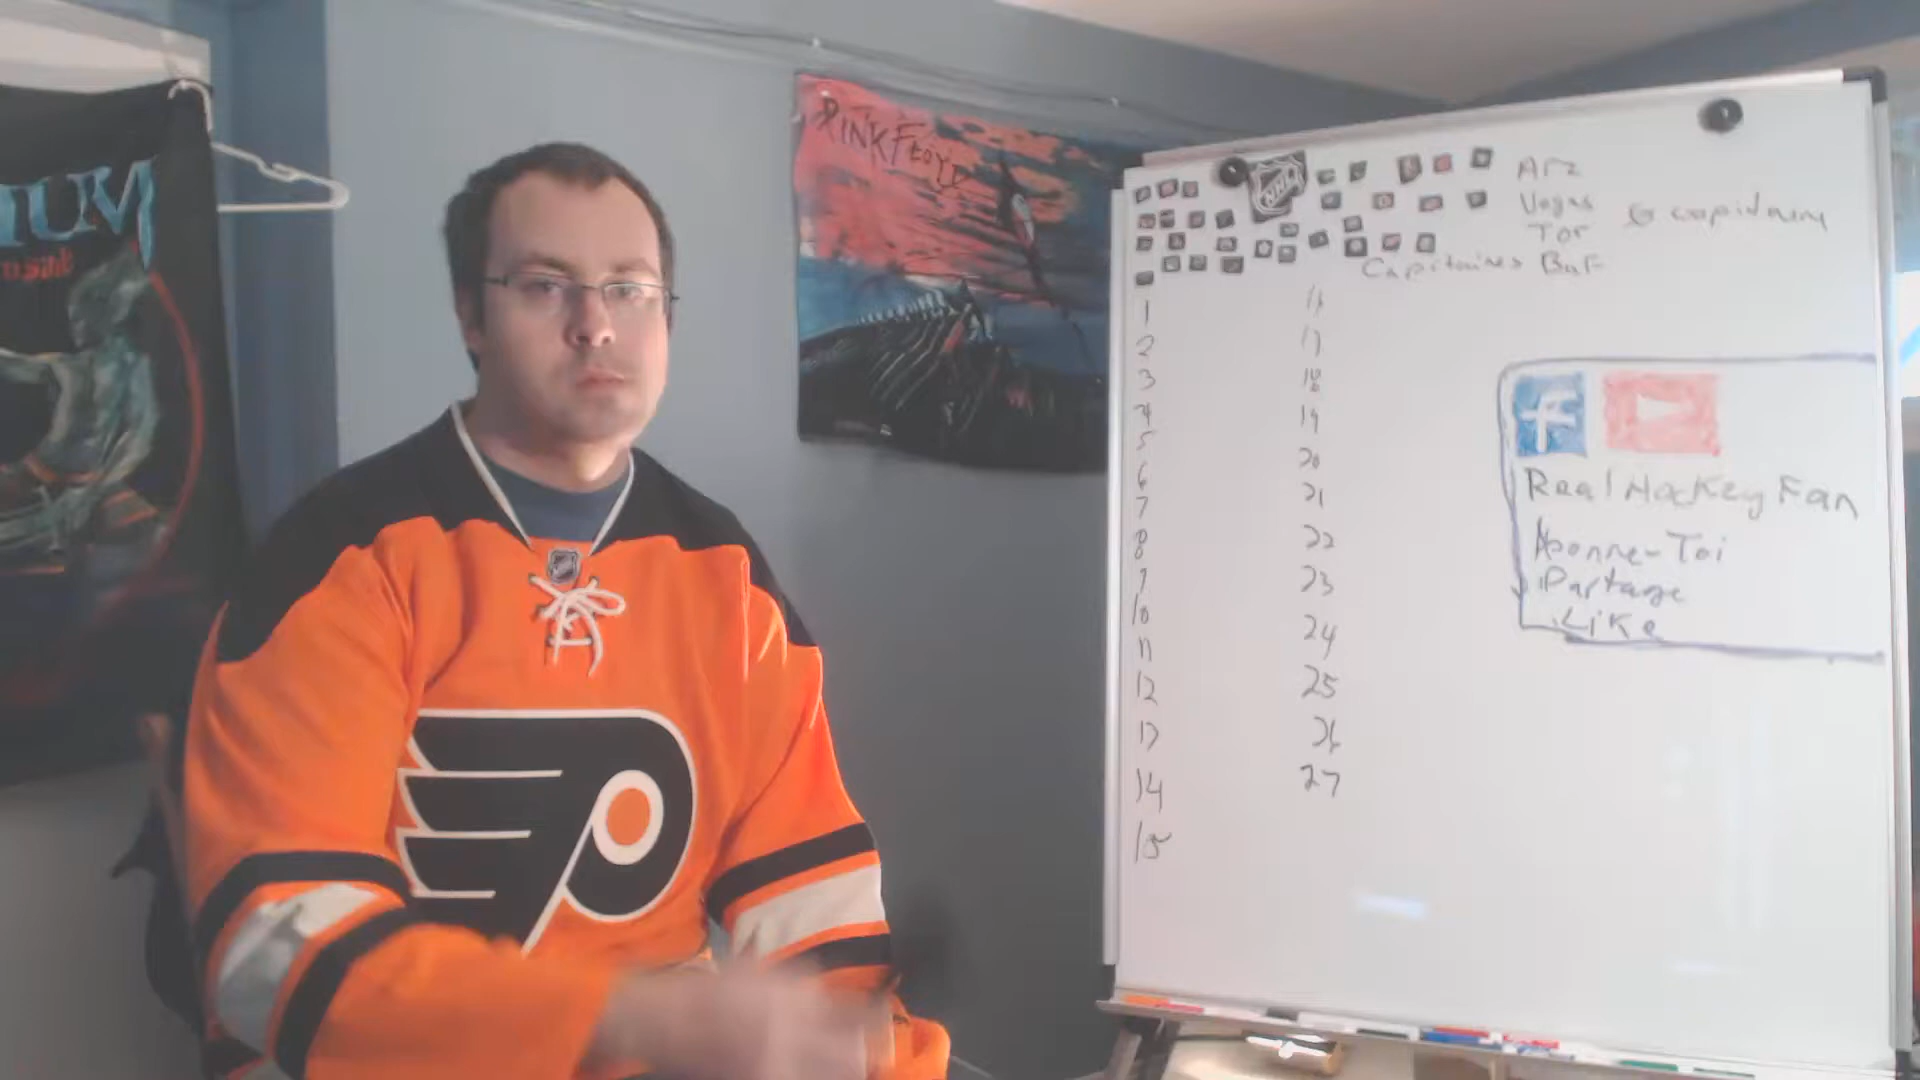 IUM
PINK FLOYD
NHL
Arz
Vegas
Tor
Capitaines Buf
1
2
3
4
5
6
7
8
9
10
11
12
13
14
15
16
17
18
19
20
21
22
23
24
25
26
27
f
Real Hockey Fan
Abonne-Toi
Partage
Like